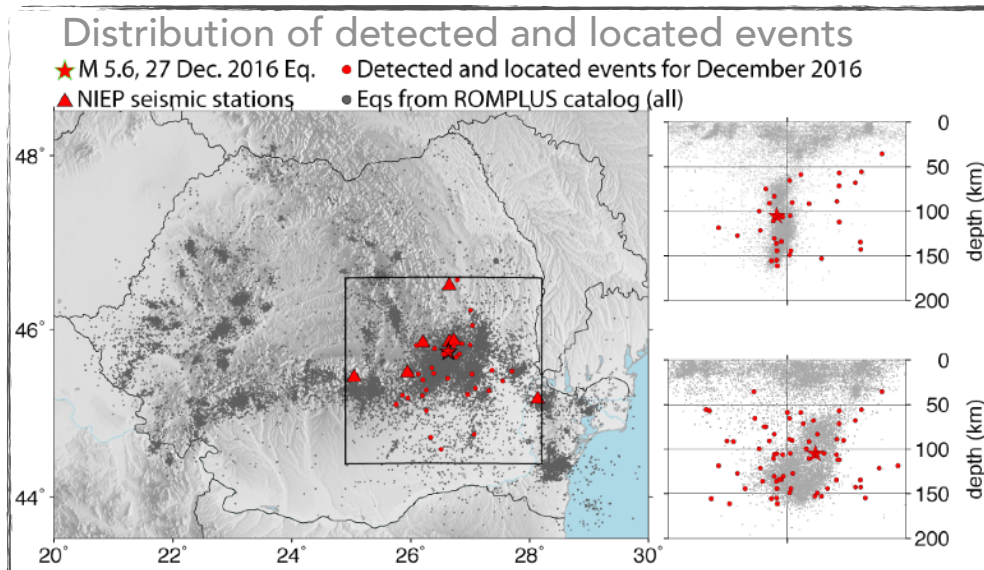 Distribution of detected and located events
M 5.6, 27 Dec. 2016 Eq.
Detected and located events for December 2016
NIEP seismic stations
Eqs from ROMPLUS catalog (all)
48°
46°
44°
20°
22°
24°
26°
28°
30°
0
50
100
150
200
depth (km)
0
50
100
150
200
depth (km)